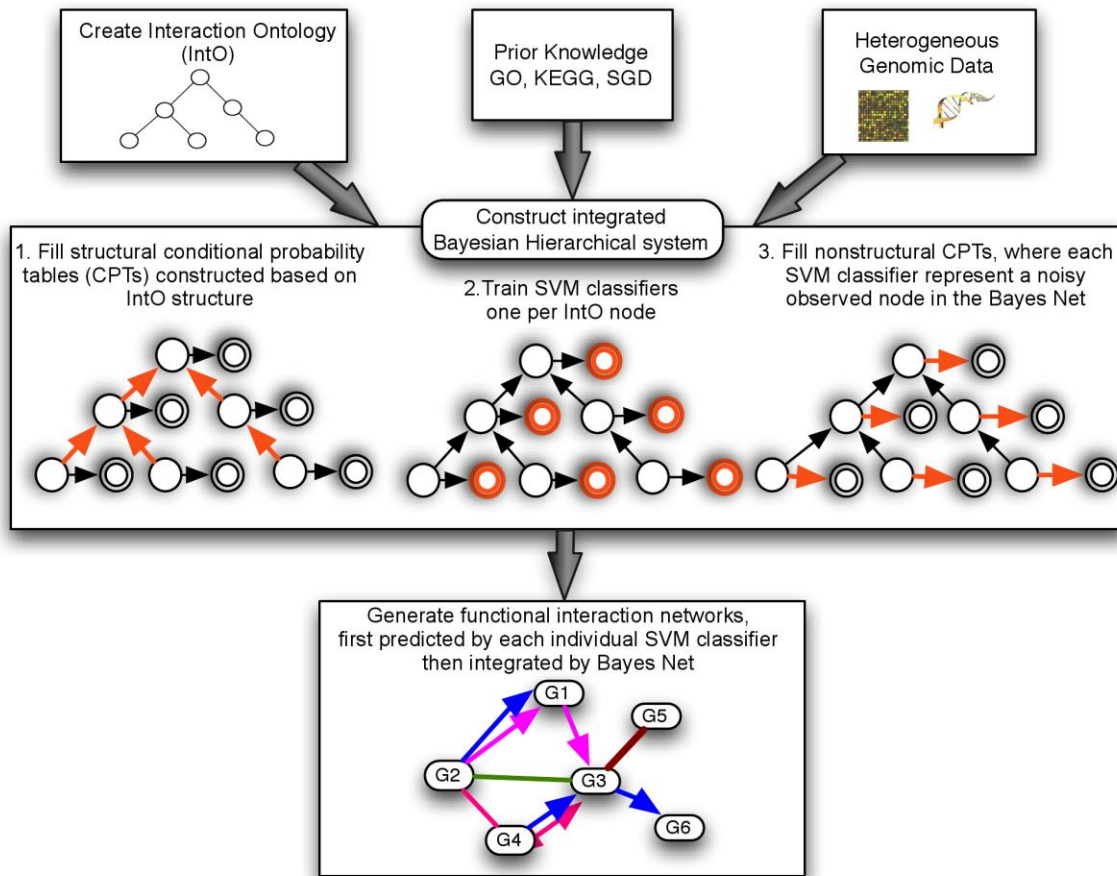 Create Interaction Ontology
(IntO)
Prior Knowledge
GO, KEGG, SGD
Heterogeneous
Genomic Data
Construct integrated
Bayesian Hierarchical system
1. Fill structural conditional probability
tables (CPTs) constructed based on
IntO structure
2.Train SVM classifiers
one per IntO node
3. Fill nonstructural CPTs, where each
SVM classifier represent a noisy
observed node in the Bayes Net
Generate functional interaction networks,
first predicted by each individual SVM classifier
then integrated by Bayes Net
G1
G5
G2
G3
G4
G6